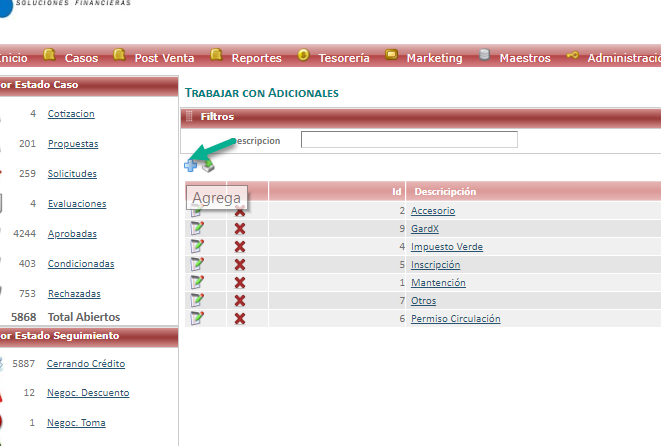 SOLUCIONES FINANCIERAS
Inicio Casos Post Venta Reportes Tesorería Marketing Maestros Administració
or Estado Caso
4 Cotizacion
201 Propuestas
259 Solicitudes
4 Evaluaciones
4244 Aprobadas
403 Condicionadas
753 Rechazadas
5868 Total Abiertos
or Estado Seguimiento
5887 Cerrando Crédito
12 Negoc. Descuento
1 Negoc. Toma
TRABAJAR CON ADICIONALES
Filtros
escripcion
Agrega
Id Descricipción
2 Accesorio
9 GardX
4 Impuesto Verde
5 Inscripción
1 Mantención
7 Otros
6 Permiso Circulación